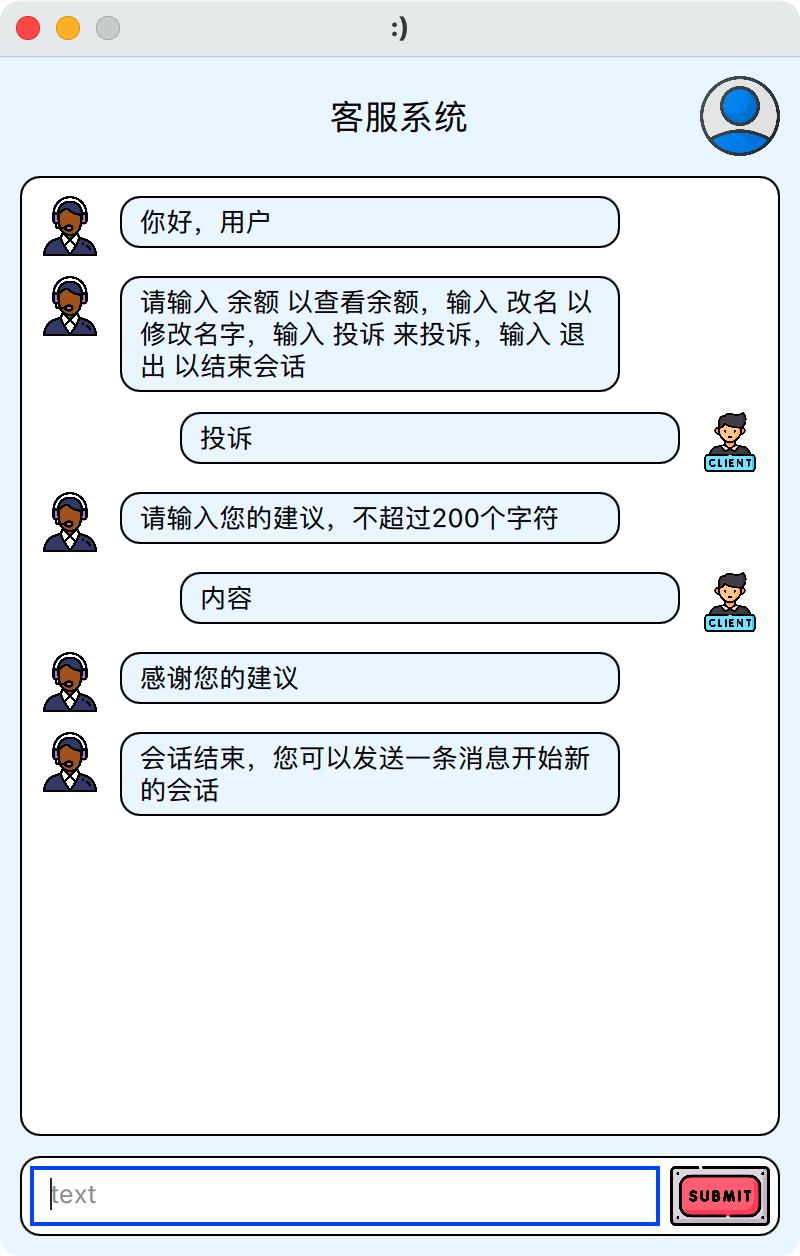 :)
客服系统
你好，用户
请输入 余额 以查看余额，输入 改名 以
修改名字，输入 投诉 来投诉，输入 退
出 以结束会话
投诉
CLIENT
请输入您的建议，不超过200个字符
内容
CLIENT
感谢您的建议
会话结束，您可以发送一条消息开始新
的会话
text
SUBMIT